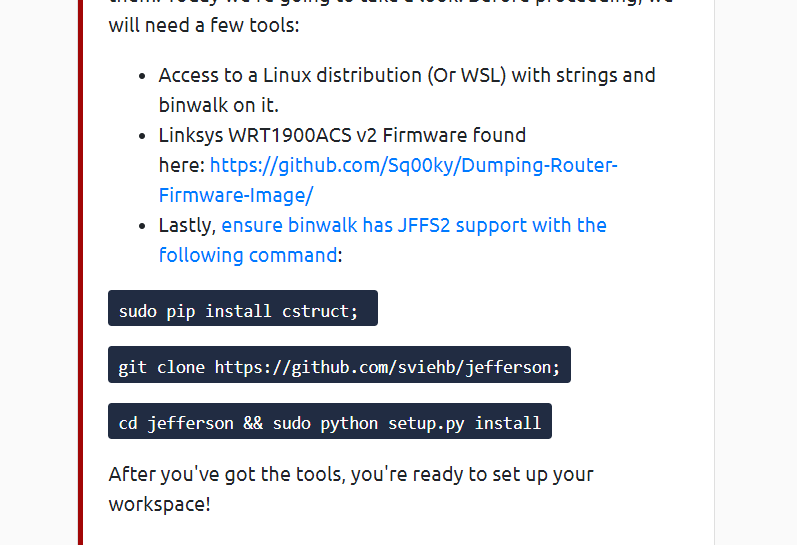 will need a few tools:
Access to a Linux distribution (Or WSL) with strings and
binwalk on it.
Linksys WRT1900ACS v2 Firmware found
here: https://github.com/Sq00ky/Dumping-Router-
Firmware-Image/
Lastly, ensure binwalk has JFFS2 support with the
following command:
sudo pip install cstruct;
git clone https://github.com/sviehb/jefferson;
cd jefferson && sudo python setup.py install
After you've got the tools, you're ready to set up your
workspace!